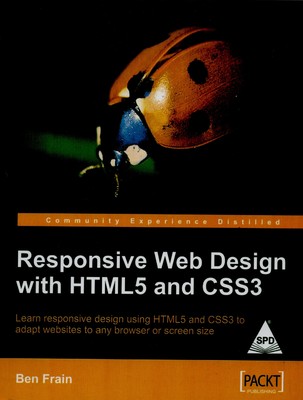 Community Experience Distilled
Responsive Web Design
with HTML5 and CSS3
Learn responsive design using HTML5 and CSS3 to
adapt websites to any browser or screen size
SPD
Ben Frain
[PACKT]
PUBLISHING